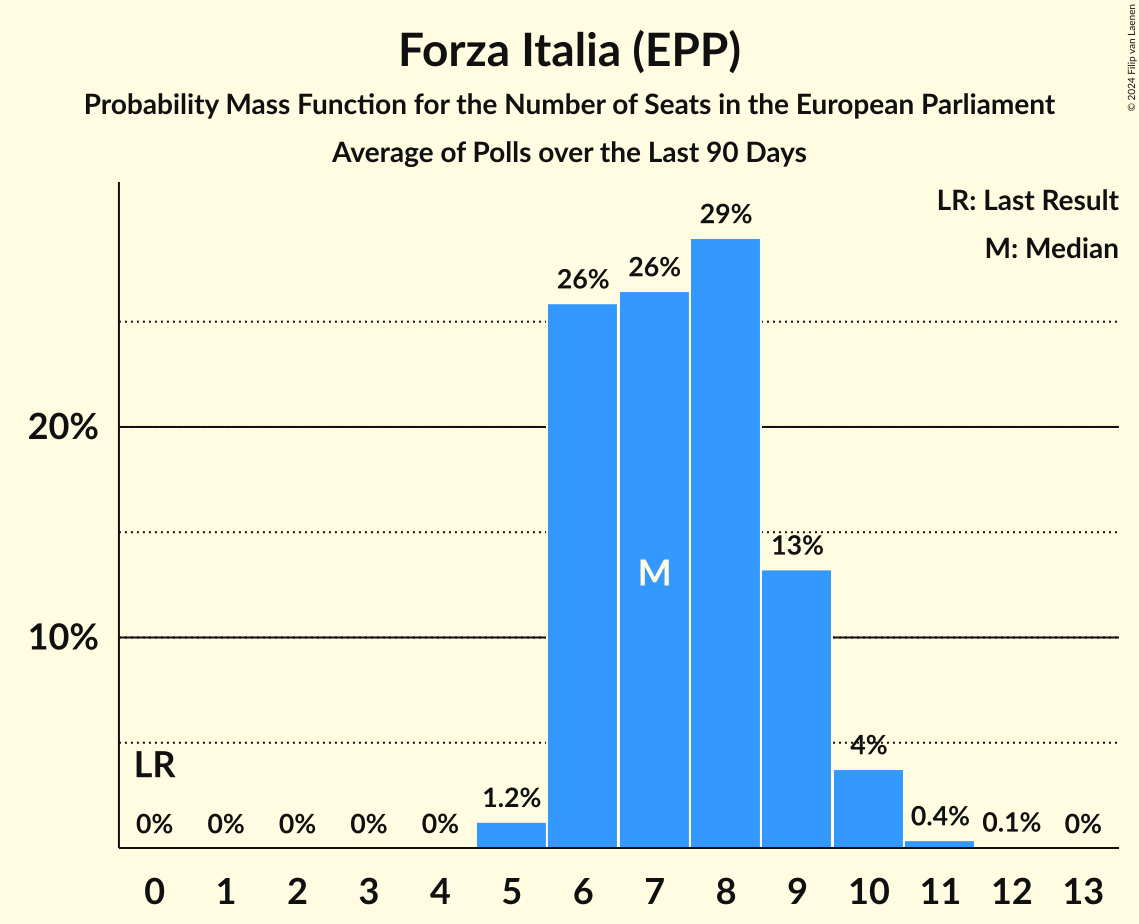 Forza Italia (EPP)
Probability Mass Function for the Number of Seats in the European Parliament
Average of Polls over the Last 90 Days
© 2024 Filip van Laenen
LR: Last Result
M: Median
29%
26% 26%
20%
13%
M
10%
4%
LR
1.2%
0% 0% 0% 0% 0% 0.4% 0.1% 0%
0 1 2 3 4 5 6 7 8 9 10 11 12 13